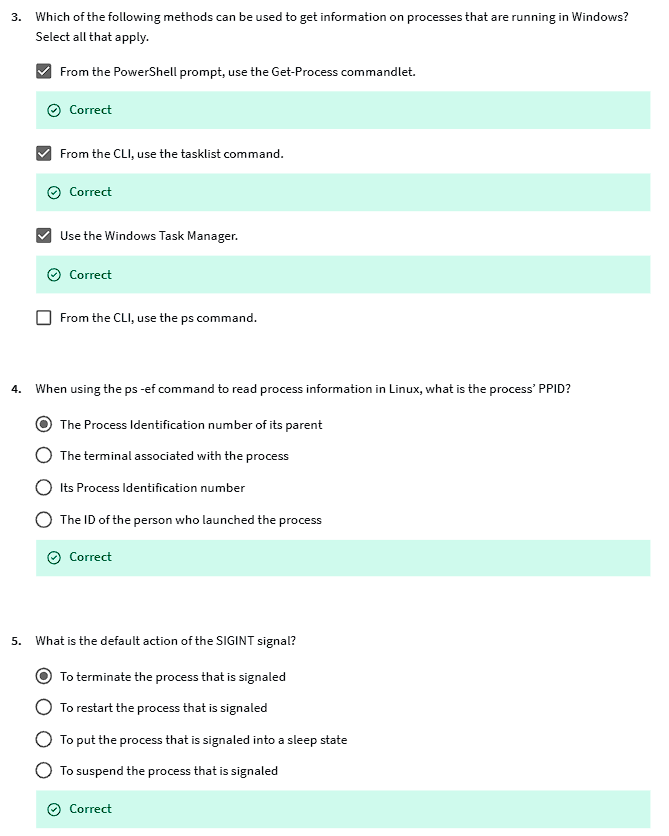 3. Which of the following methods can be used to get information on processes that are running in Windows?
Select all that apply.
From the PowerShell prompt, use the Get-Process commandlet.
Correct
From the CLI, use the tasklist command.
Correct
Use the Windows Task Manager.
Correct
From the CLI, use the ps command.
4. When using the ps -ef command to read process information in Linux, what is the process’ PPID?
The Process Identification number of its parent
The terminal associated with the process
Its Process Identification number
The ID of the person who launched the process
Correct
5. What is the default action of the SIGINT signal?
To terminate the process that is signaled
To restart the process that is signaled
To put the process that is signaled into a sleep state
To suspend the process that is signaled
Correct